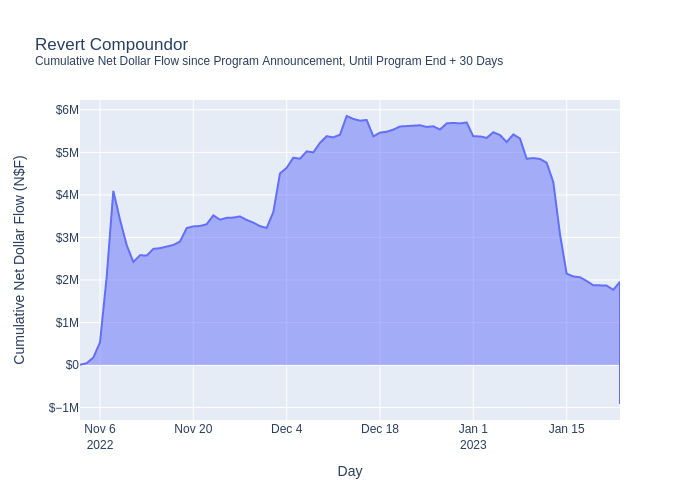 Revert Compoundor
Cumulative Net Dollar Flow since Program Announcement, Until Program End + 30 Days
Cumulative Net Dollar Flow (N$F)
$6M
$5M
$4M
$3M
$2M
$1M
$0
$−1M
Nov 6
2022
Nov 20
Dec 4
Dec 18
Jan 1
2023
Jan 15
Day